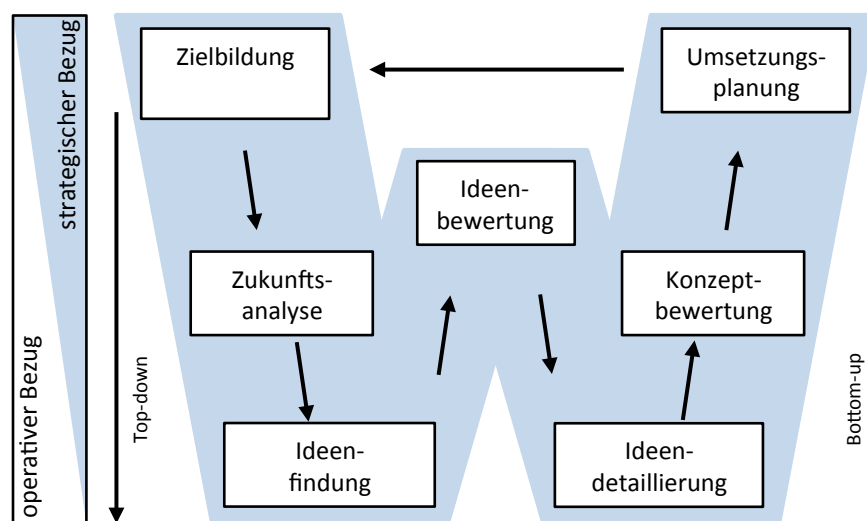 strategischer Bezug
operativer Bezug
Top-down
Zielbildung
Umsetzungs-
planung
Ideen-
bewertung
Zukunfts-
analyse
Konzept-
bewertung
Ideen-
findung
Ideen-
detaillierung
Bottom-up